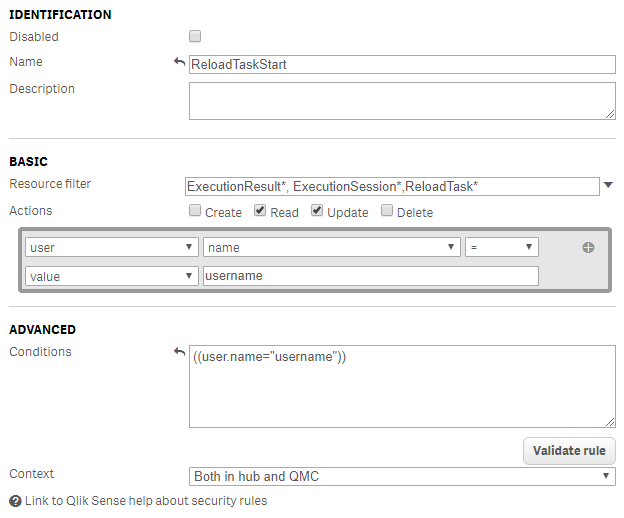 IDENTIFICATION
Disabled
Name ReloadTaskStart
Description
BASIC
Resource filter ExecutionResult*, ExecutionSession*,ReloadTask*
Actions Create Read Update Delete
user name =
value username
ADVANCED
Conditions ((user.name="username"))
Validate rule
Context Both in hub and QMC
? Link to Qlik Sense help about security rules